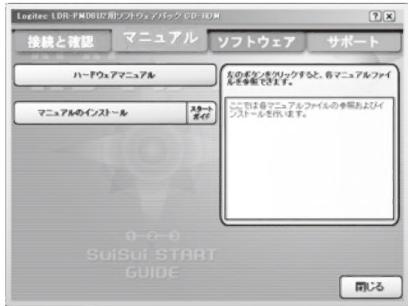 Logitec LDR-PMD8U2用ソフトウェアパック CD-ROM
接続と確認 マニュアル ソフトウェア サポート
ハードウェアマニュアル
マニュアルのインストール
スタート
ガイド
左のボタンをクリックすると、各マニュアルファイ
ルを参照できます。
ここでは各マニュアルファイルの参照およびイ
ンストールを行います。
SuiSui START
GUIDE
閉じる